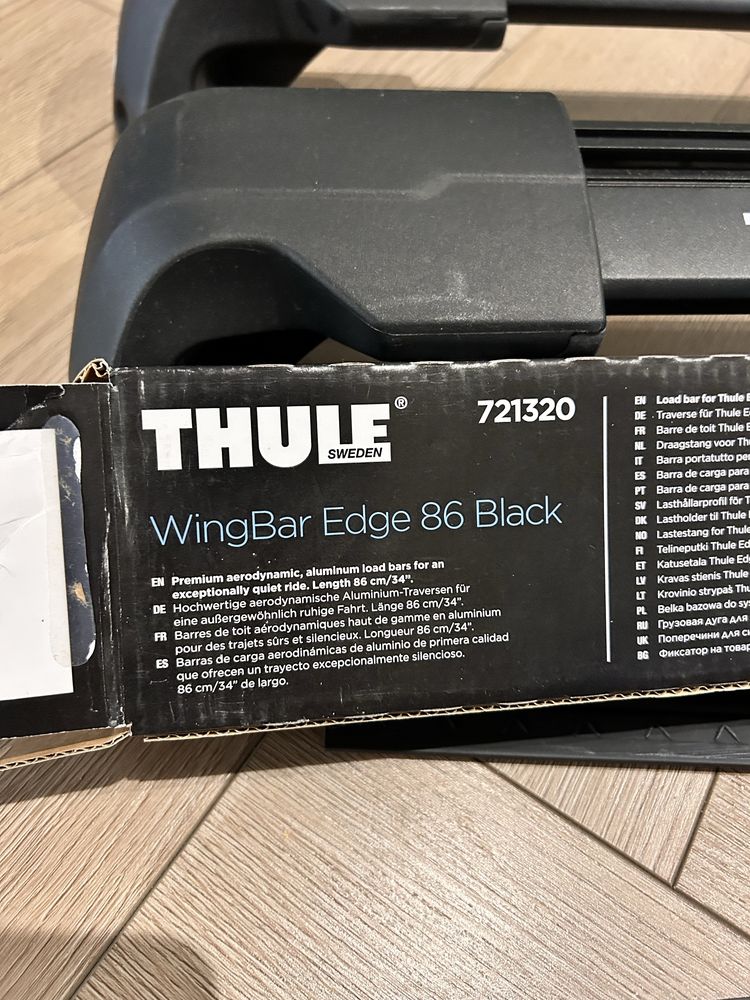 THULE®
SWEDEN
721320
WingBar Edge 86 Black
EN Premium aerodynamic, aluminum load bars for an
exceptionally quiet ride. Length 86 cm/34”.
DE Hochwertige aerodynamische Aluminium-Traversen für
eine außergewöhnlich ruhige Fahrt. Länge 86 cm/34”.
FR Barres de toit aérodynamiques haut de gamme en aluminium
pour des trajets sûrs et silencieux. Longueur 86 cm/34”.
ES Barras de carga aerodinámicas de aluminio de primera calidad
que ofrecen un trayecto excepcionalmente silencioso.
86 cm/34” de largo.
EN Load bar for Thule
DE Traverse für Thule
FR Barre de toit Thule
NL Draagstang voor
IT Barra portatutto
ES Barra de carga para
PT Barra de carga para
SV Lasthållarprofil för
DK Lastholder til Thule
NO Lastestang for Thule
FI Telineputki Thule
ET Katusetala Thule
LV Kravas stienis Thule
LT Krovinio strypas
PL Belka bazowa do
RU Грузовая дуга для
UK Поперечини для
BG Фиксатор на